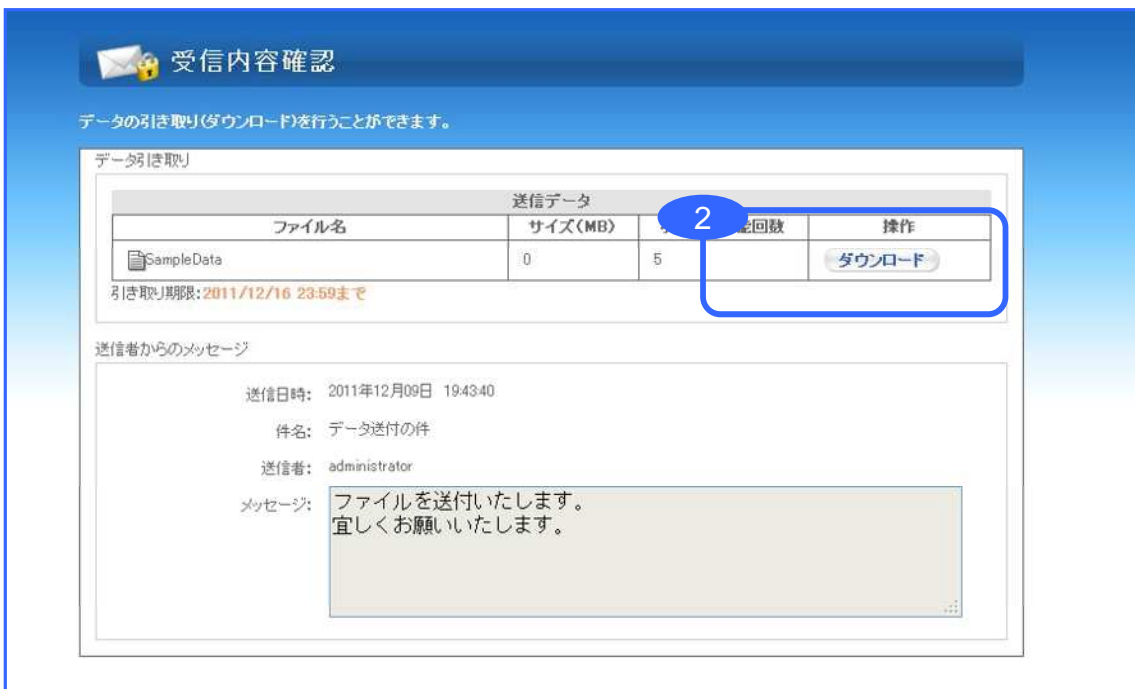 受信内容確認
データの引き取り(ダウンロード)を行うことができます。
データ引き取り
送信データ
ファイル名 サイズ(MB) 2 能回数 操作
SampleData 0 5 ダウンロード
引き取り期限:2011/12/16 23:59まで
送信者からのメッセージ
送信日時: 2011年12月09日 19:43:40
件名: データ送付の件
送信者: administrator
メッセージ: ファイルを送付いたします。
宜しくお願いいたします。